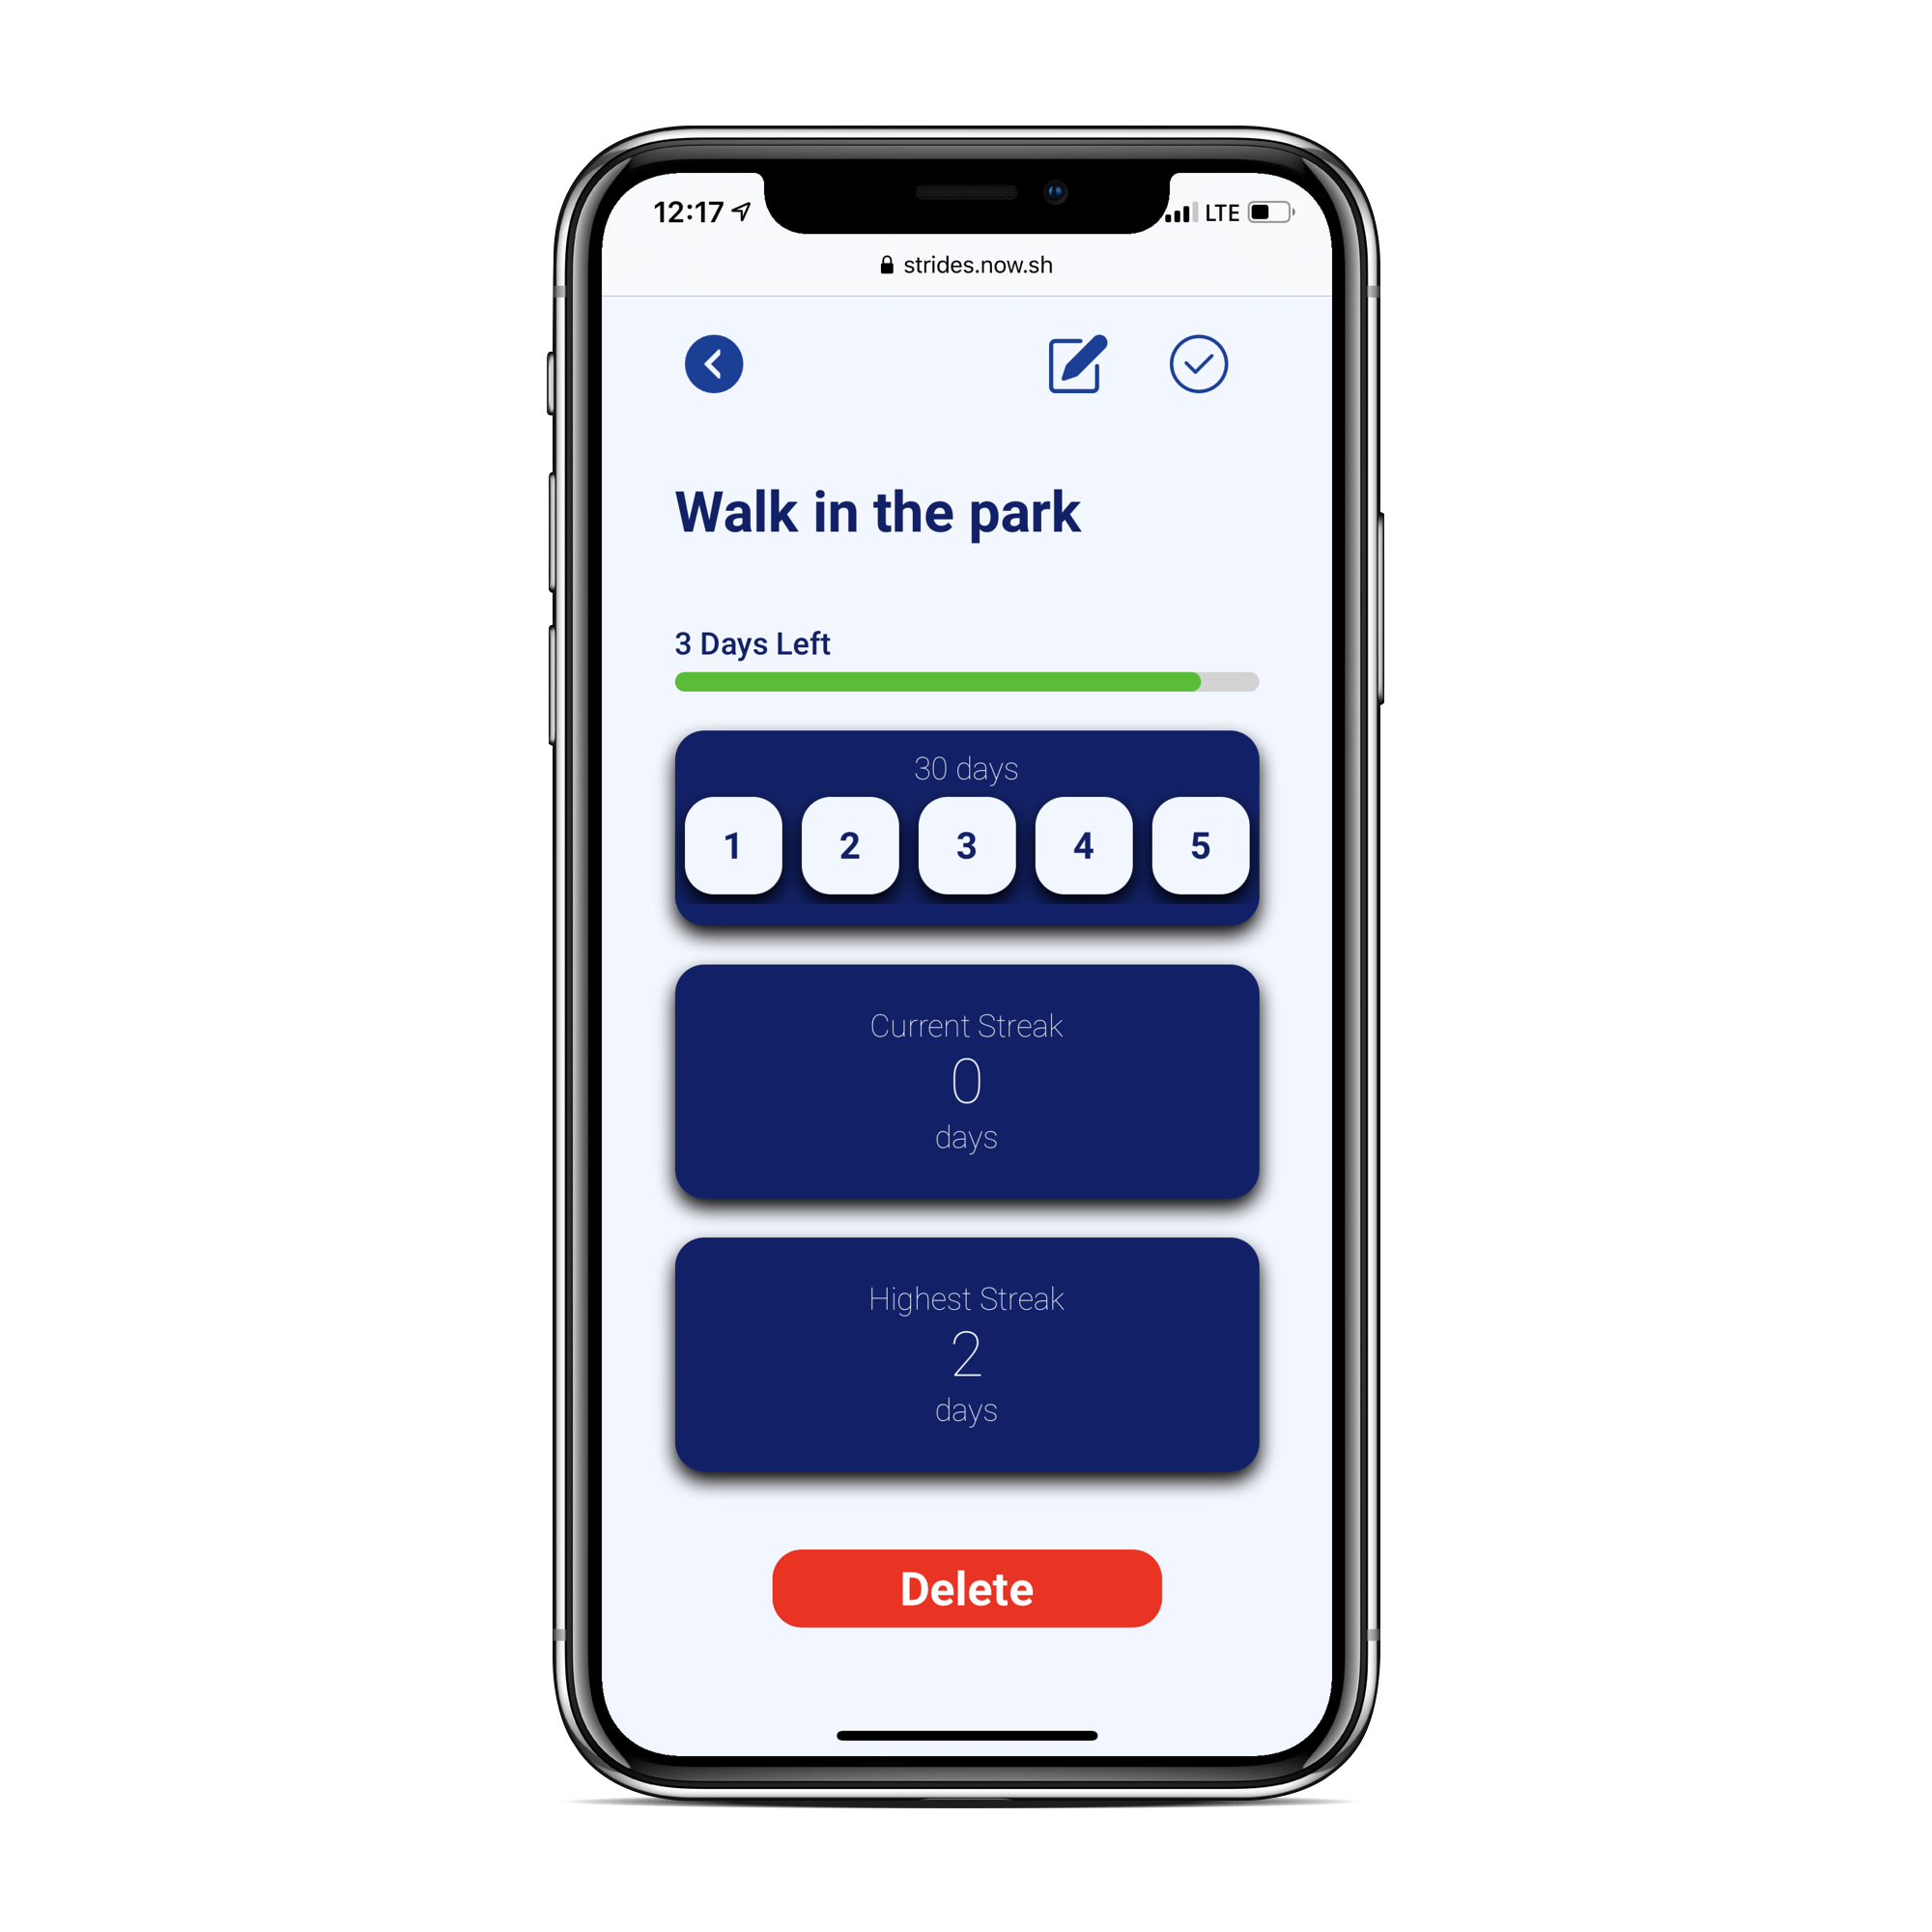 12:17 LTE
strides.now.sh
Walk in the park
3 Days Left
30 days
1 2 3 4 5
Current Streak
0
days
Highest Streak
2
days
Delete